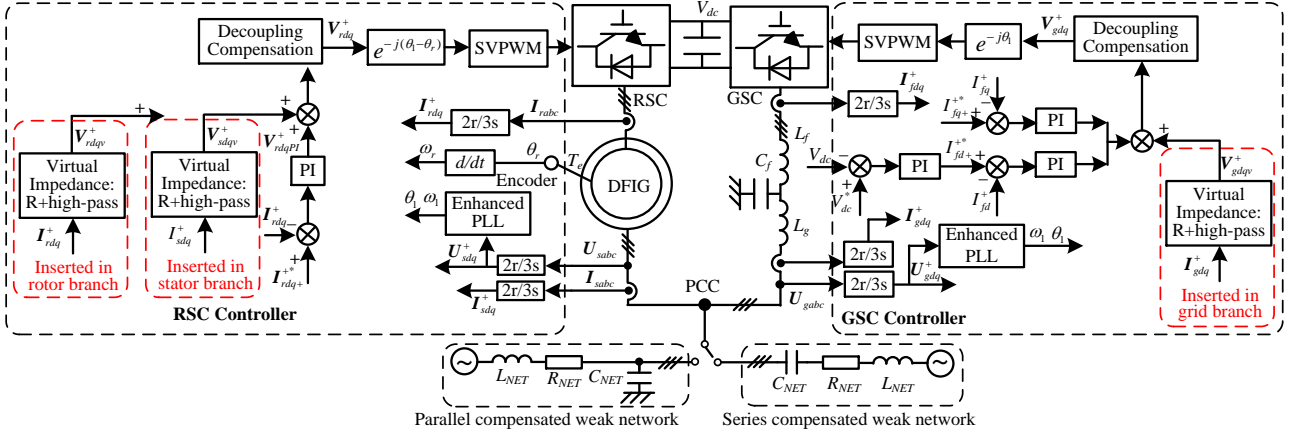 Decoupling
Compensation
V⁺rdq
e^−j(θ1−θr)
SVPWM
Vdc
SVPWM
e^−jθ1
V⁺gdq
Decoupling
Compensation
RSC
GSC
+
V⁺rdqv
+
V⁺sdqv
+
V⁺rdqPI
+
PI
Virtual
Impedance:
R+high-pass
Virtual
Impedance:
R+high-pass
I⁺rdq
I⁺sdq
I⁺rdq
−
I⁺*rdq+
Inserted in
rotor branch
Inserted in
stator branch
RSC Controller
I⁺rdq
2r/3s
Irabc
ωr
d/dt
θr
Te
Encoder
DFIG
θ1 ω1
Enhanced
PLL
U⁺sdq
2r/3s
Usabc
I⁺sdq
2r/3s
Isabc
PCC
Lf
Cf
Lg
2r/3s
I⁺fdq
I⁺fq
−
I⁺*fq+
+
PI
Vdc
−
+
V*dc
PI
I⁺*fd+
+
−
I⁺fd
PI
+
V⁺gdqv
Virtual
Impedance:
R+high-pass
I⁺gdq
Inserted in
grid branch
I⁺gdq
2r/3s
Enhanced
PLL
ω1 θ1
2r/3s
U⁺gdq
Ugabc
GSC Controller
LNET
RNET
CNET
Parallel compensated weak network
CNET
RNET
LNET
Series compensated weak network